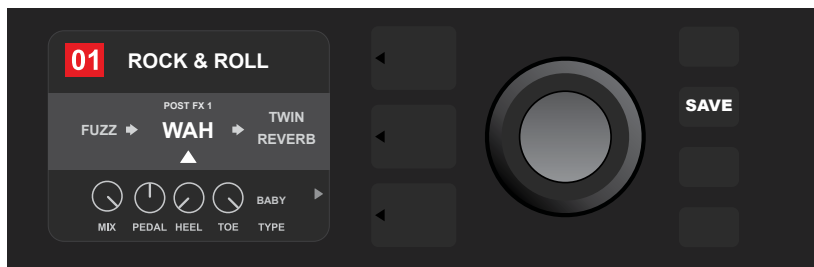 01 ROCK & ROLL
POST FX 1
FUZZ WAH TWIN REVERB
BABY
MIX PEDAL HEEL TOE TYPE
SAVE